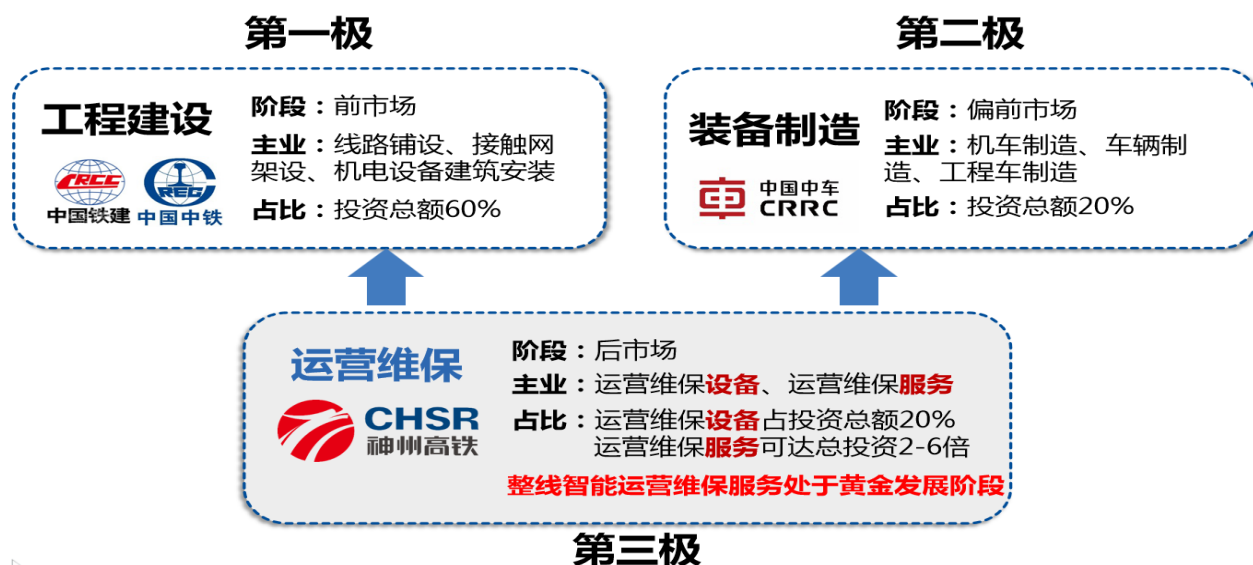 第一极
工程建设
CRCC
中国铁建
CREG
中国中铁
阶段：前市场
主业：线路铺设、接触网
架设、机电设备建筑安装
占比：投资总额60%
第二极
装备制造
中国中车
CRRC
阶段：偏前市场
主业：机车制造、车辆制
造、工程车制造
占比：投资总额20%
运营维保
CHSR
神州高铁
阶段：后市场
主业：运营维保设备、运营维保服务
占比：运营维保设备占投资总额20%
运营维保服务可达总投资2-6倍
整线智能运营维保服务处于黄金发展阶段
第三极